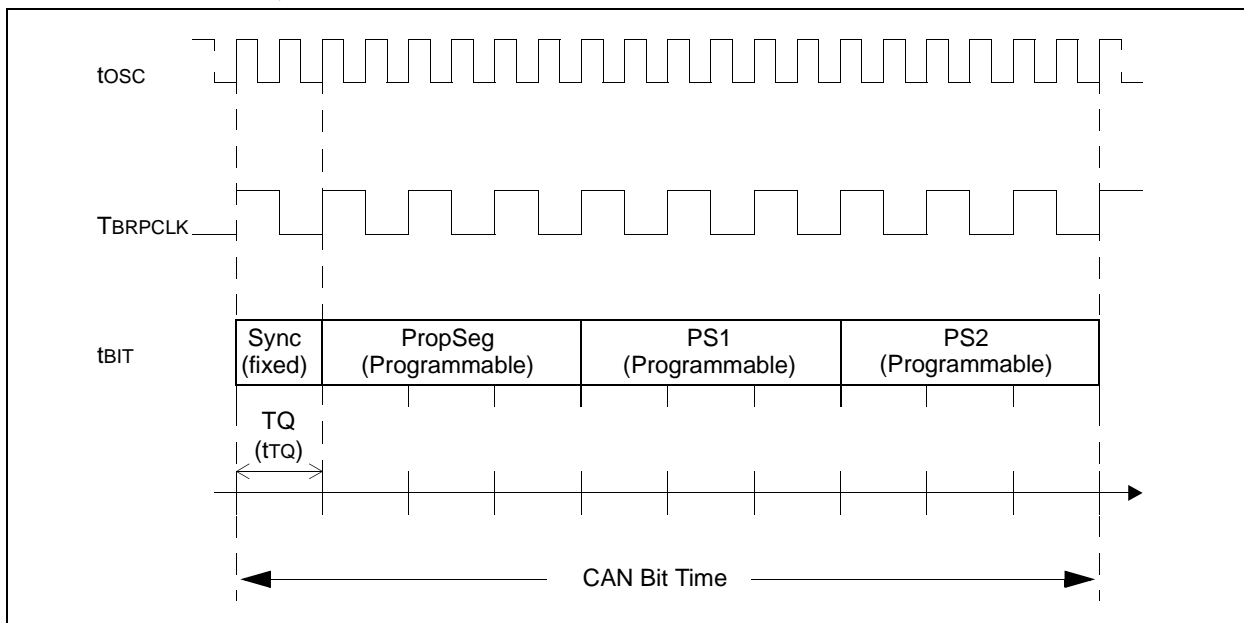 tOSC
TBRPCLK
tBIT
Sync
(fixed)
PropSeg
(Programmable)
PS1
(Programmable)
PS2
(Programmable)
TQ
(tTQ)
CAN Bit Time